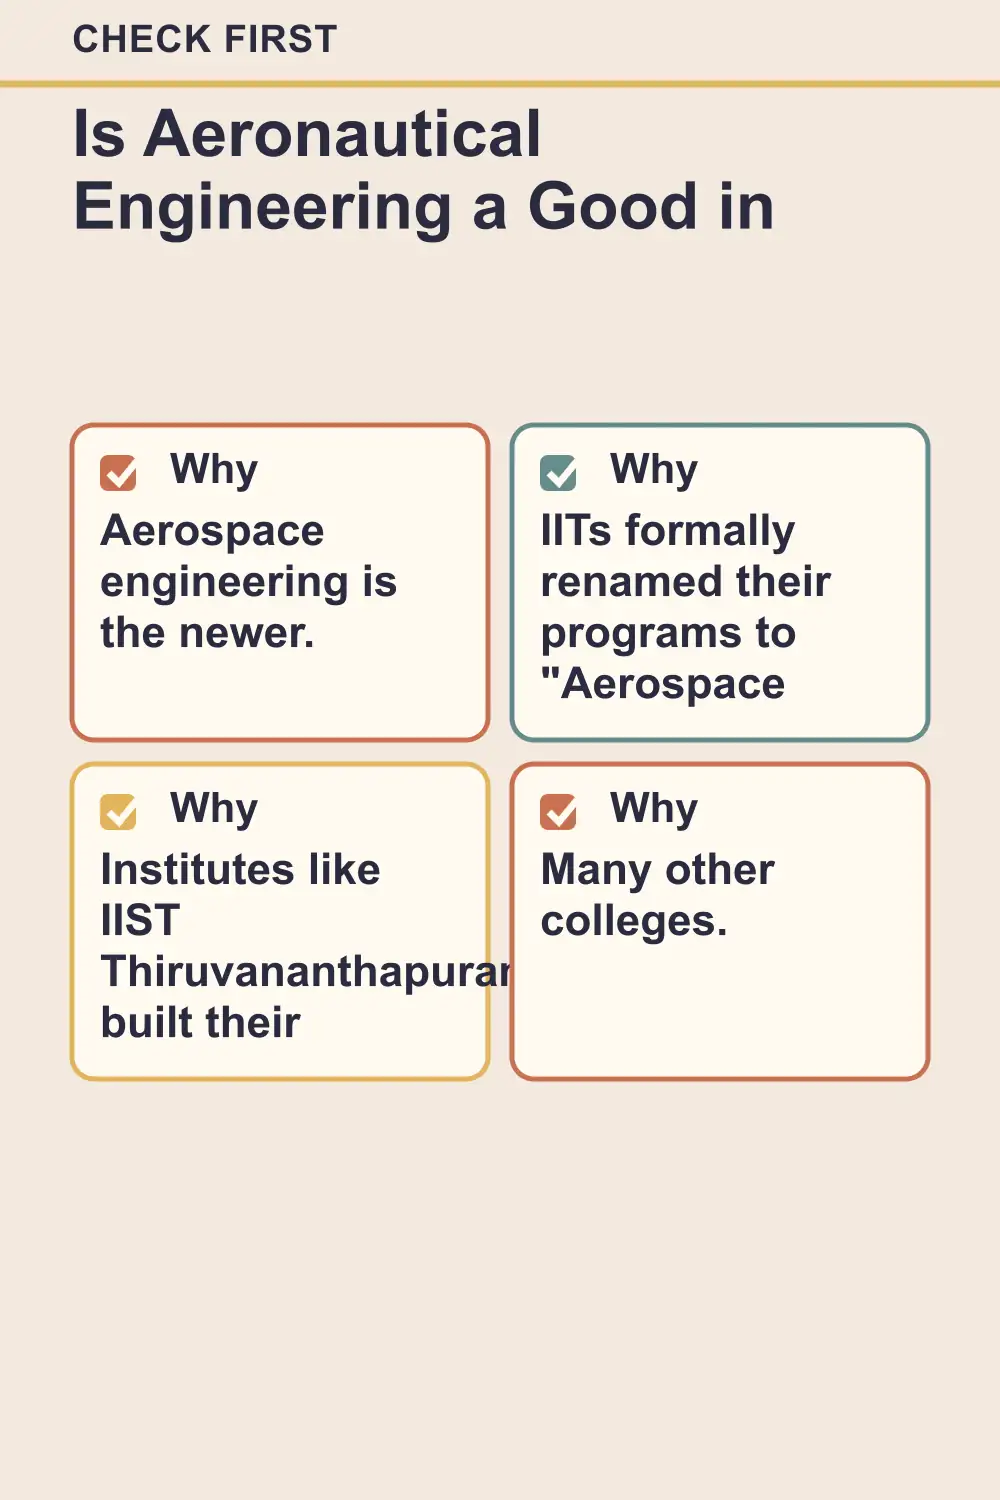 CHECK FIRST
Is Aeronautical
Engineering a Good in
Why
Aerospace
engineering is
the newer.
Why
IITs formally
renamed their
programs to
"Aerospace
Why
Institutes like
IIST
Thiruvananthapuram
built their
Why
Many other
colleges.